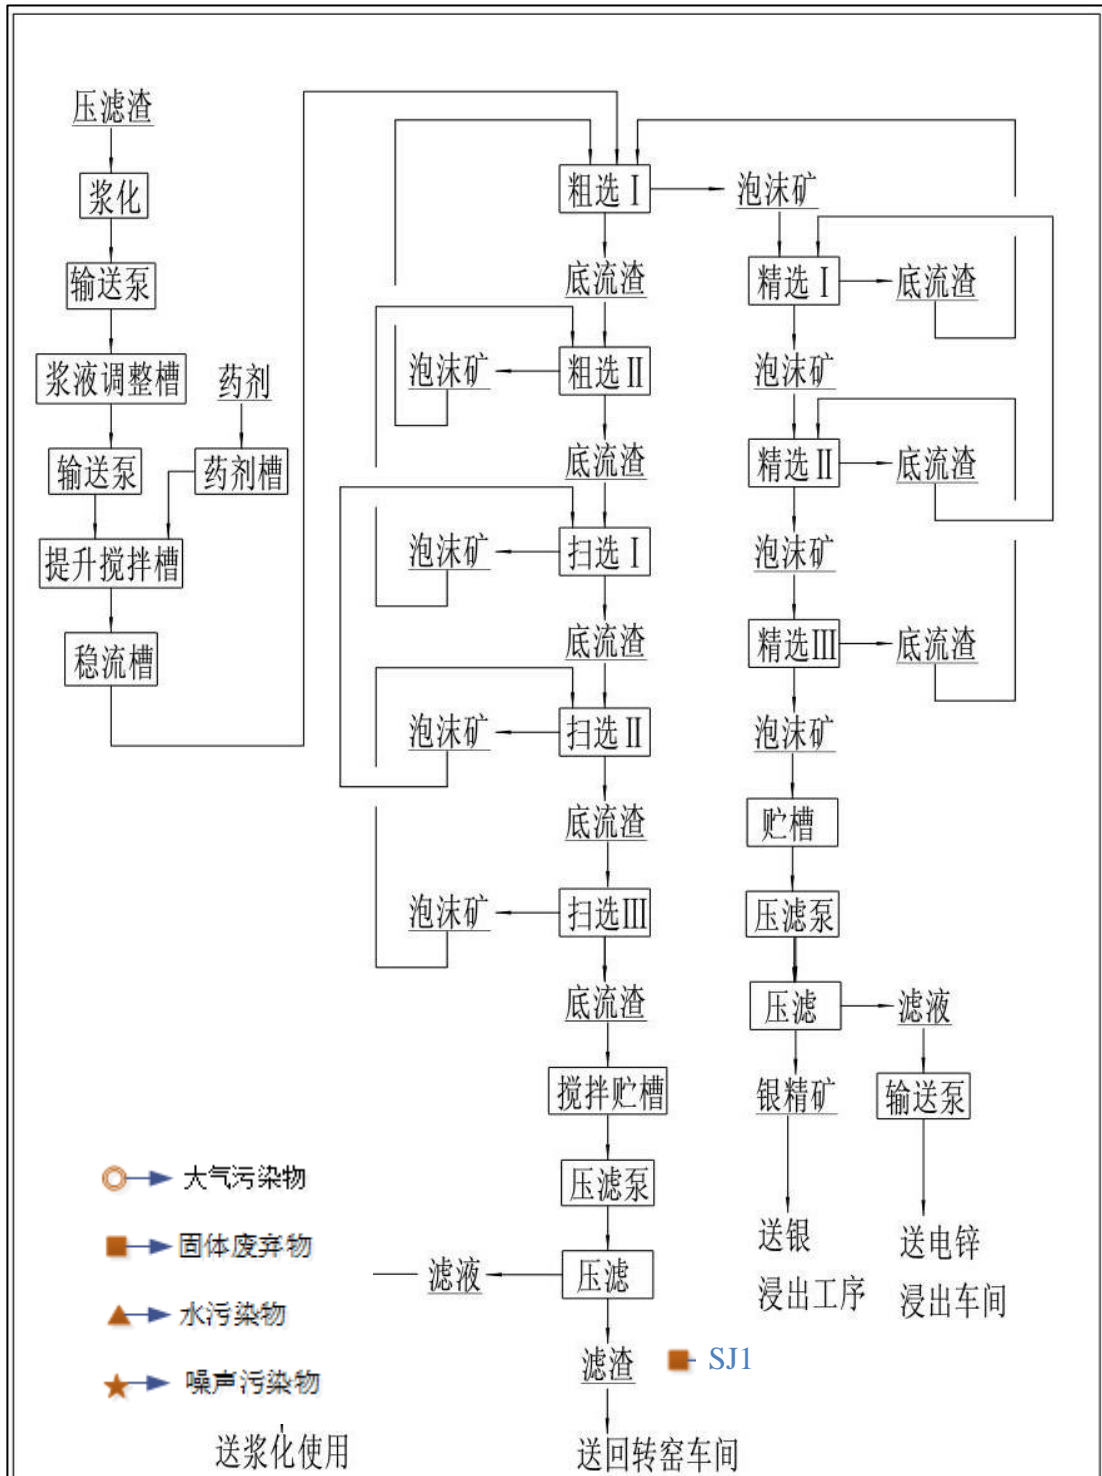 压滤渣
浆化
输送泵
浆液调整槽
药剂
输送泵
药剂槽
提升搅拌槽
稳流槽
粗选Ⅰ
泡沫矿
底流渣
精选Ⅰ
底流渣
泡沫矿
粗选Ⅱ
泡沫矿
底流渣
精选Ⅱ
底流渣
泡沫矿
扫选Ⅰ
泡沫矿
底流渣
精选Ⅲ
底流渣
泡沫矿
扫选Ⅱ
泡沫矿
底流渣
贮槽
泡沫矿
扫选Ⅲ
压滤泵
底流渣
压滤
滤液
搅拌贮槽
银精矿
输送泵
压滤泵
送银
浸出工序
送电锌
浸出车间
滤液
压滤
滤渣
SJ1
送浆化使用
送回转窑车间
大气污染物
固体废弃物
水污染物
噪声污染物